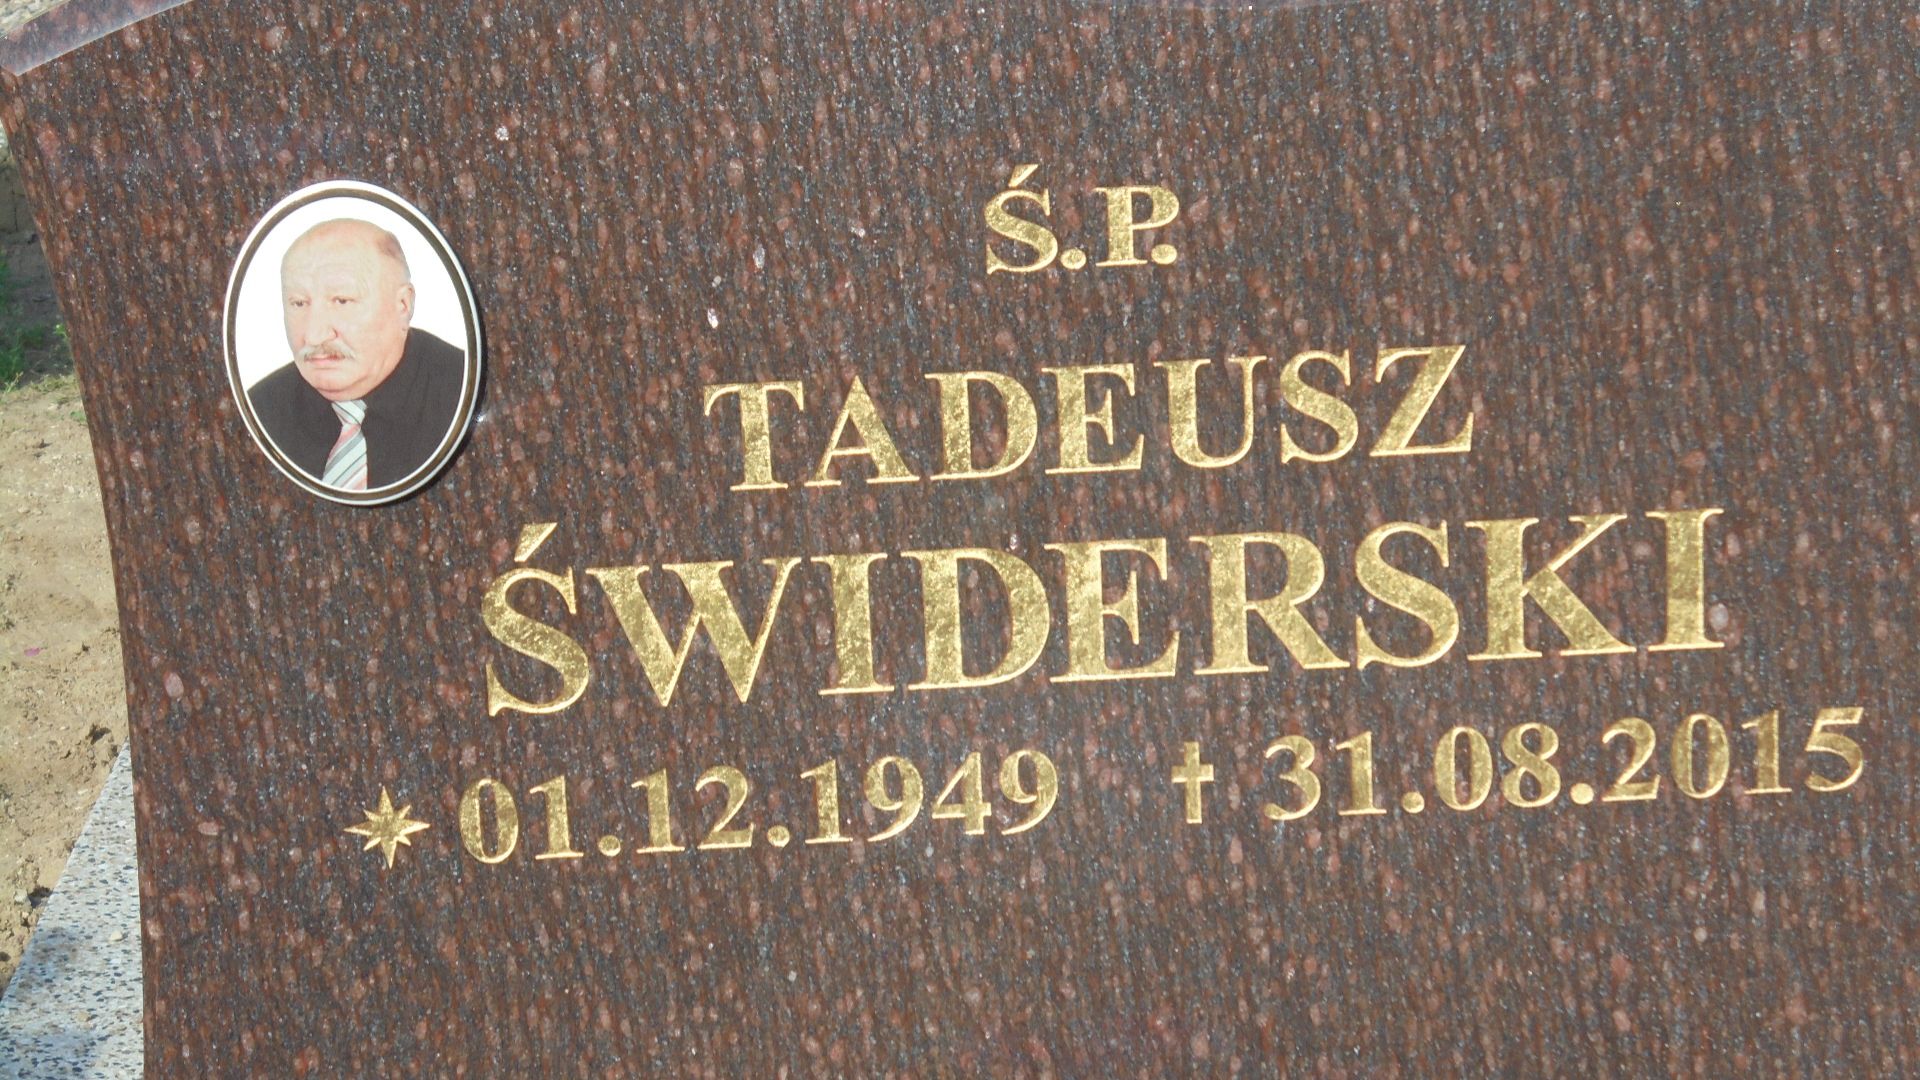 Ś.P.
TADEUSZ
ŚWIDERSKI
✴ 01.12.1949 † 31.08.2015